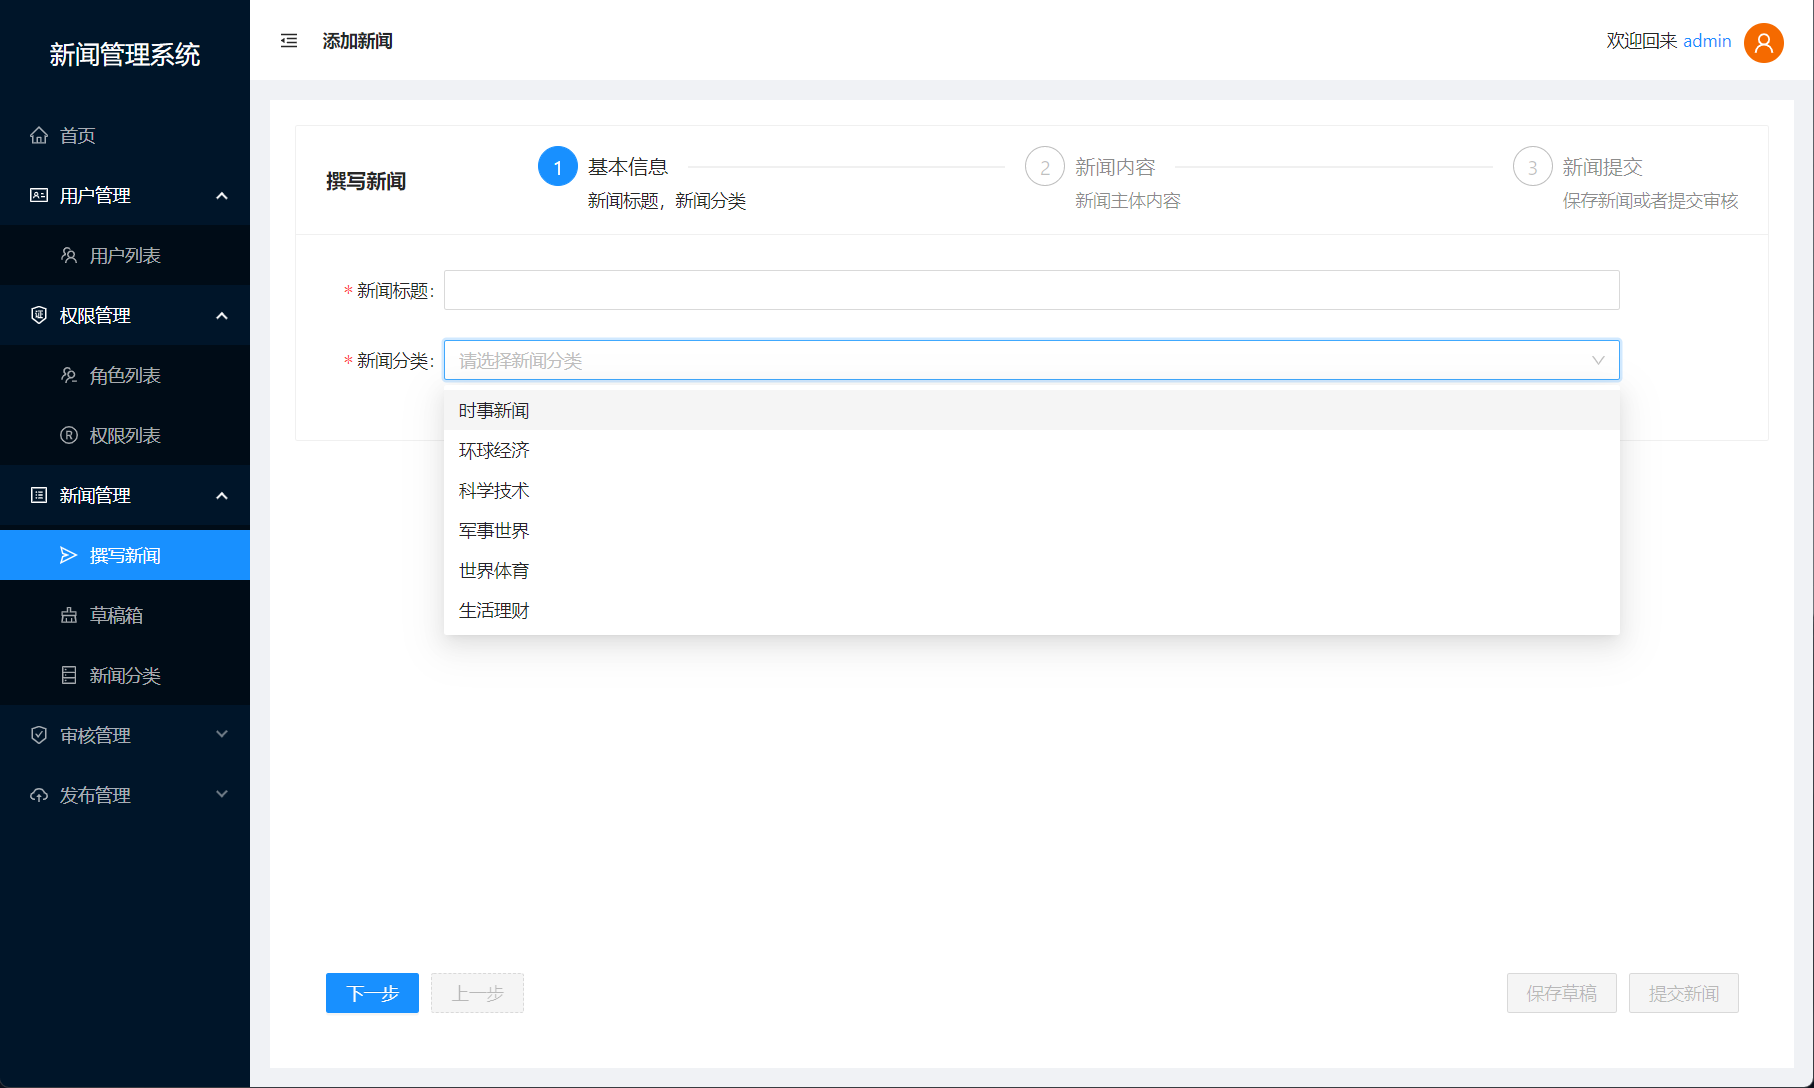 新闻管理系统
首页
用户管理
用户列表
权限管理
角色列表
权限列表
新闻管理
撰写新闻
草稿箱
新闻分类
审核管理
发布管理
添加新闻
欢迎回来 admin
撰写新闻
1 基本信息
新闻标题，新闻分类
2 新闻内容
新闻主体内容
3 新闻提交
保存新闻或者提交审核
* 新闻标题:
* 新闻分类: 请选择新闻分类
时事新闻
环球经济
科学技术
军事世界
世界体育
生活理财
下一步 上一步 保存草稿 提交新闻